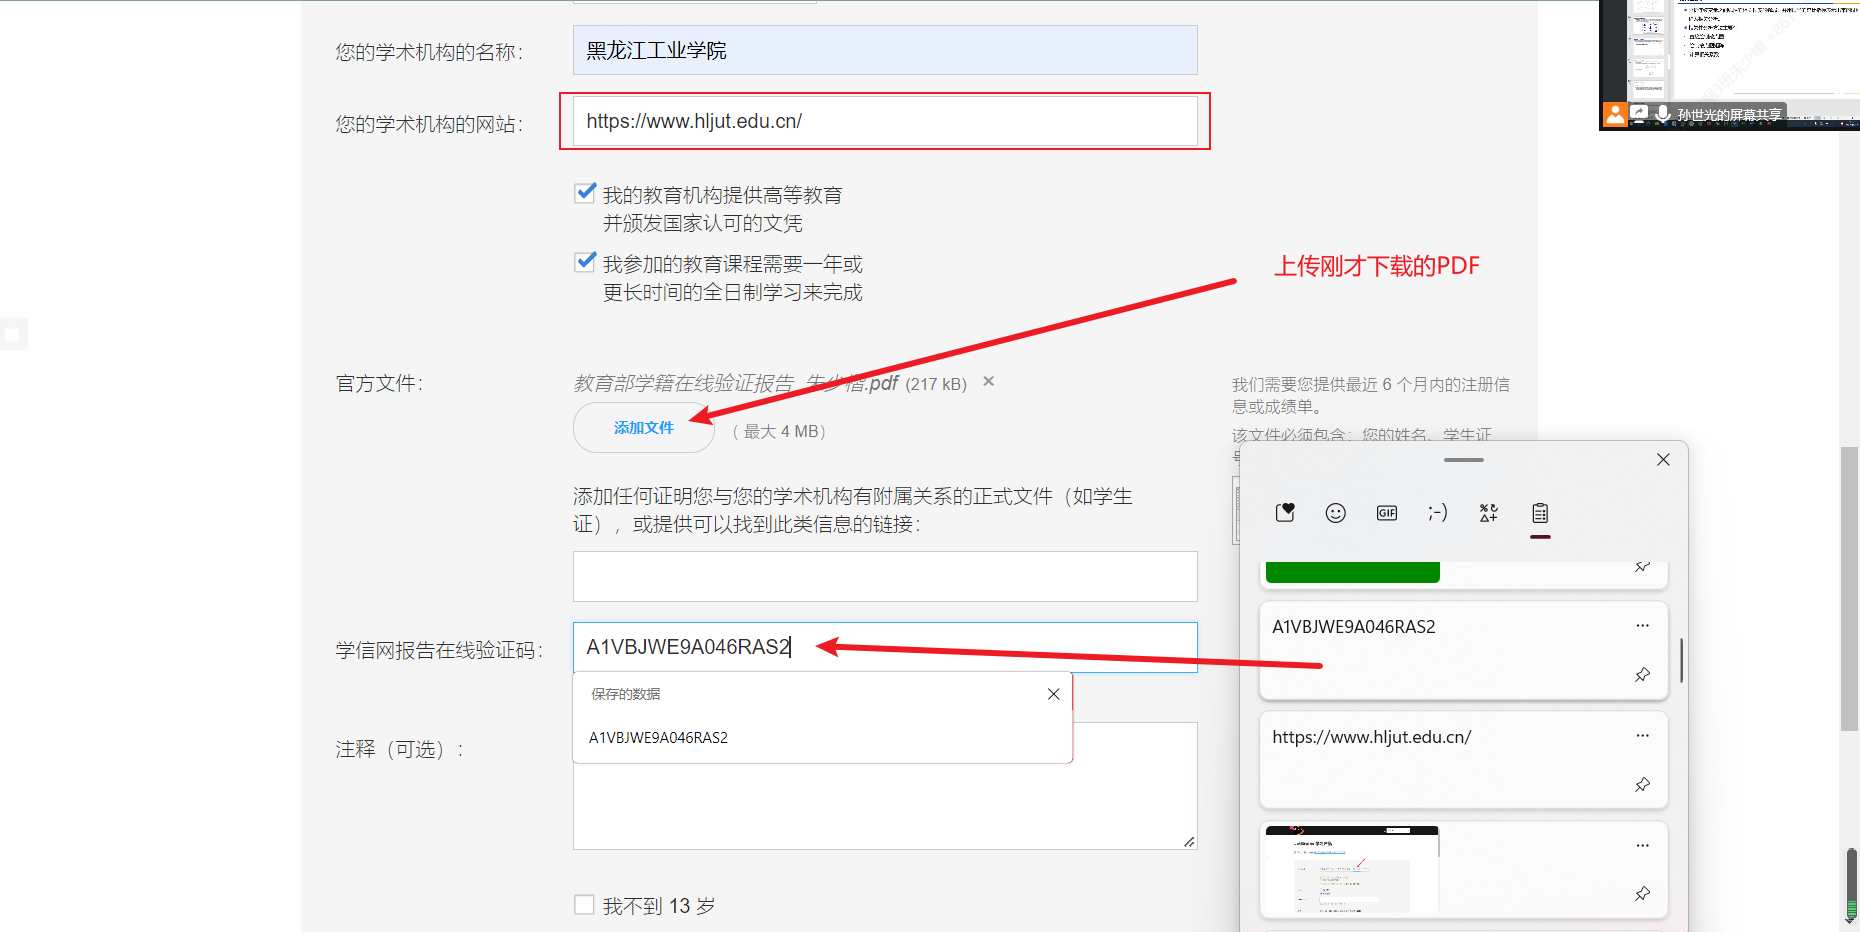 您的学术机构的名称：
黑龙江工业学院
您的学术机构的网站：
https://www.hljut.edu.cn/
我的教育机构提供高等教育
并颁发国家认可的文凭
我参加的教育课程需要一年或
更长时间的全日制学习来完成
上传刚才下载的PDF
官方文件：
教育部学籍在线验证报告_朱少楷.pdf (217 kB)
添加文件
（ 最大 4 MB）
我们需要您提供最近 6 个月内的注册信
息或成绩单。
该文件必须包含：您的姓名、学生证
号
添加任何证明您与您的学术机构有附属关系的正式文件（如学生
证），或提供可以找到此类信息的链接：
学信网报告在线验证码：
A1VBJWE9A046RAS2
保存的数据
A1VBJWE9A046RAS2
注释（可选）：
我不到 13 岁
孙世光的屏幕共享
GIF
;-)
A1VBJWE9A046RAS2
https://www.hljut.edu.cn/